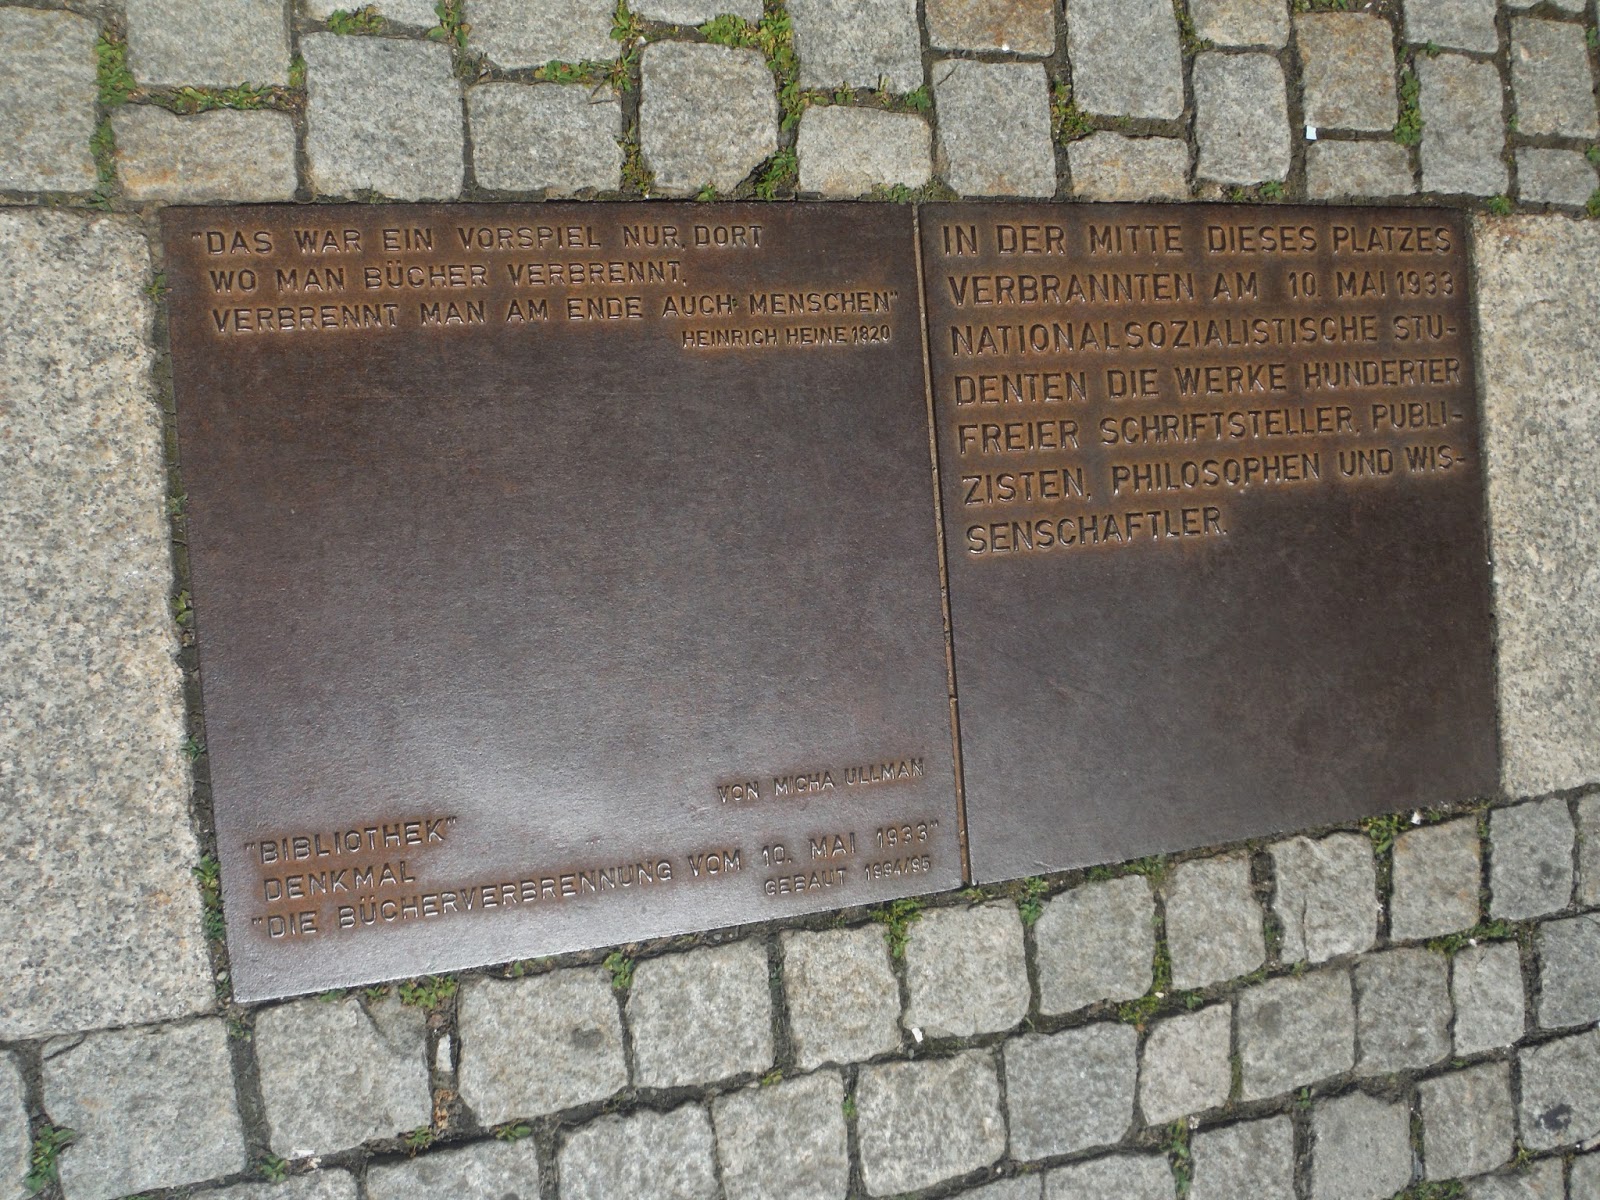 "DAS WAR EIN VORSPIEL NUR, DORT
WO MAN BÜCHER VERBRENNT,
VERBRENNT MAN AM ENDE AUCH MENSCHEN"
HEINRICH HEINE 1820
VON MICHA ULLMAN
"BIBLIOTHEK"
DENKMAL
"DIE BÜCHERVERBRENNUNG VOM 10. MAI 1933"
GEBAUT 1994/95
IN DER MITTE DIESES PLATZES
VERBRANNTEN AM 10. MAI 1933
NATIONALSOZIALISTISCHE STU-
DENTEN DIE WERKE HUNDERTER
FREIER SCHRIFTSTELLER, PUBLI-
ZISTEN, PHILOSOPHEN UND WIS-
SENSCHAFTLER.